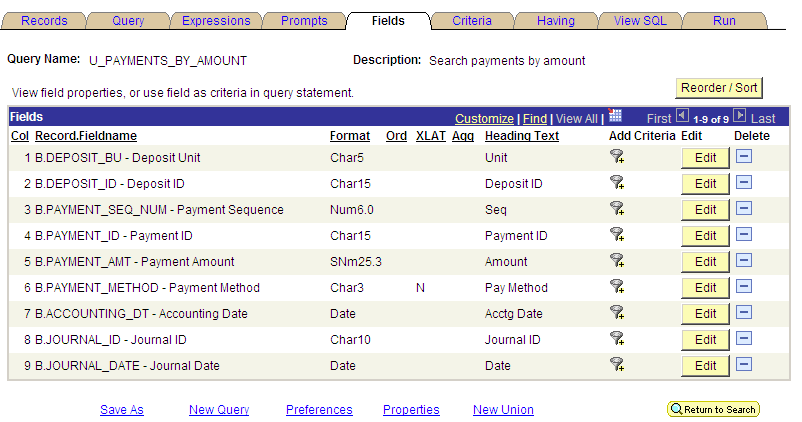 Records Query Expressions Prompts Fields Criteria Having View SQL Run
Query Name: U_PAYMENTS_BY_AMOUNT Description: Search payments by amount
View field properties, or use field as criteria in query statement. Reorder / Sort
Fields Customize | Find | View All | First 1-9 of 9 Last
Col Record.Fieldname Format Ord XLAT Agg Heading Text Add Criteria Edit Delete
1 B.DEPOSIT_BU - Deposit Unit Char5 Unit Edit
2 B.DEPOSIT_ID - Deposit ID Char15 Deposit ID Edit
3 B.PAYMENT_SEQ_NUM - Payment Sequence Num6.0 Seq Edit
4 B.PAYMENT_ID - Payment ID Char15 Payment ID Edit
5 B.PAYMENT_AMT - Payment Amount SNm25.3 Amount Edit
6 B.PAYMENT_METHOD - Payment Method Char3 N Pay Method Edit
7 B.ACCOUNTING_DT - Accounting Date Date Acctg Date Edit
8 B.JOURNAL_ID - Journal ID Char10 Journal ID Edit
9 B.JOURNAL_DATE - Journal Date Date Date Edit
Save As New Query Preferences Properties New Union Return to Search